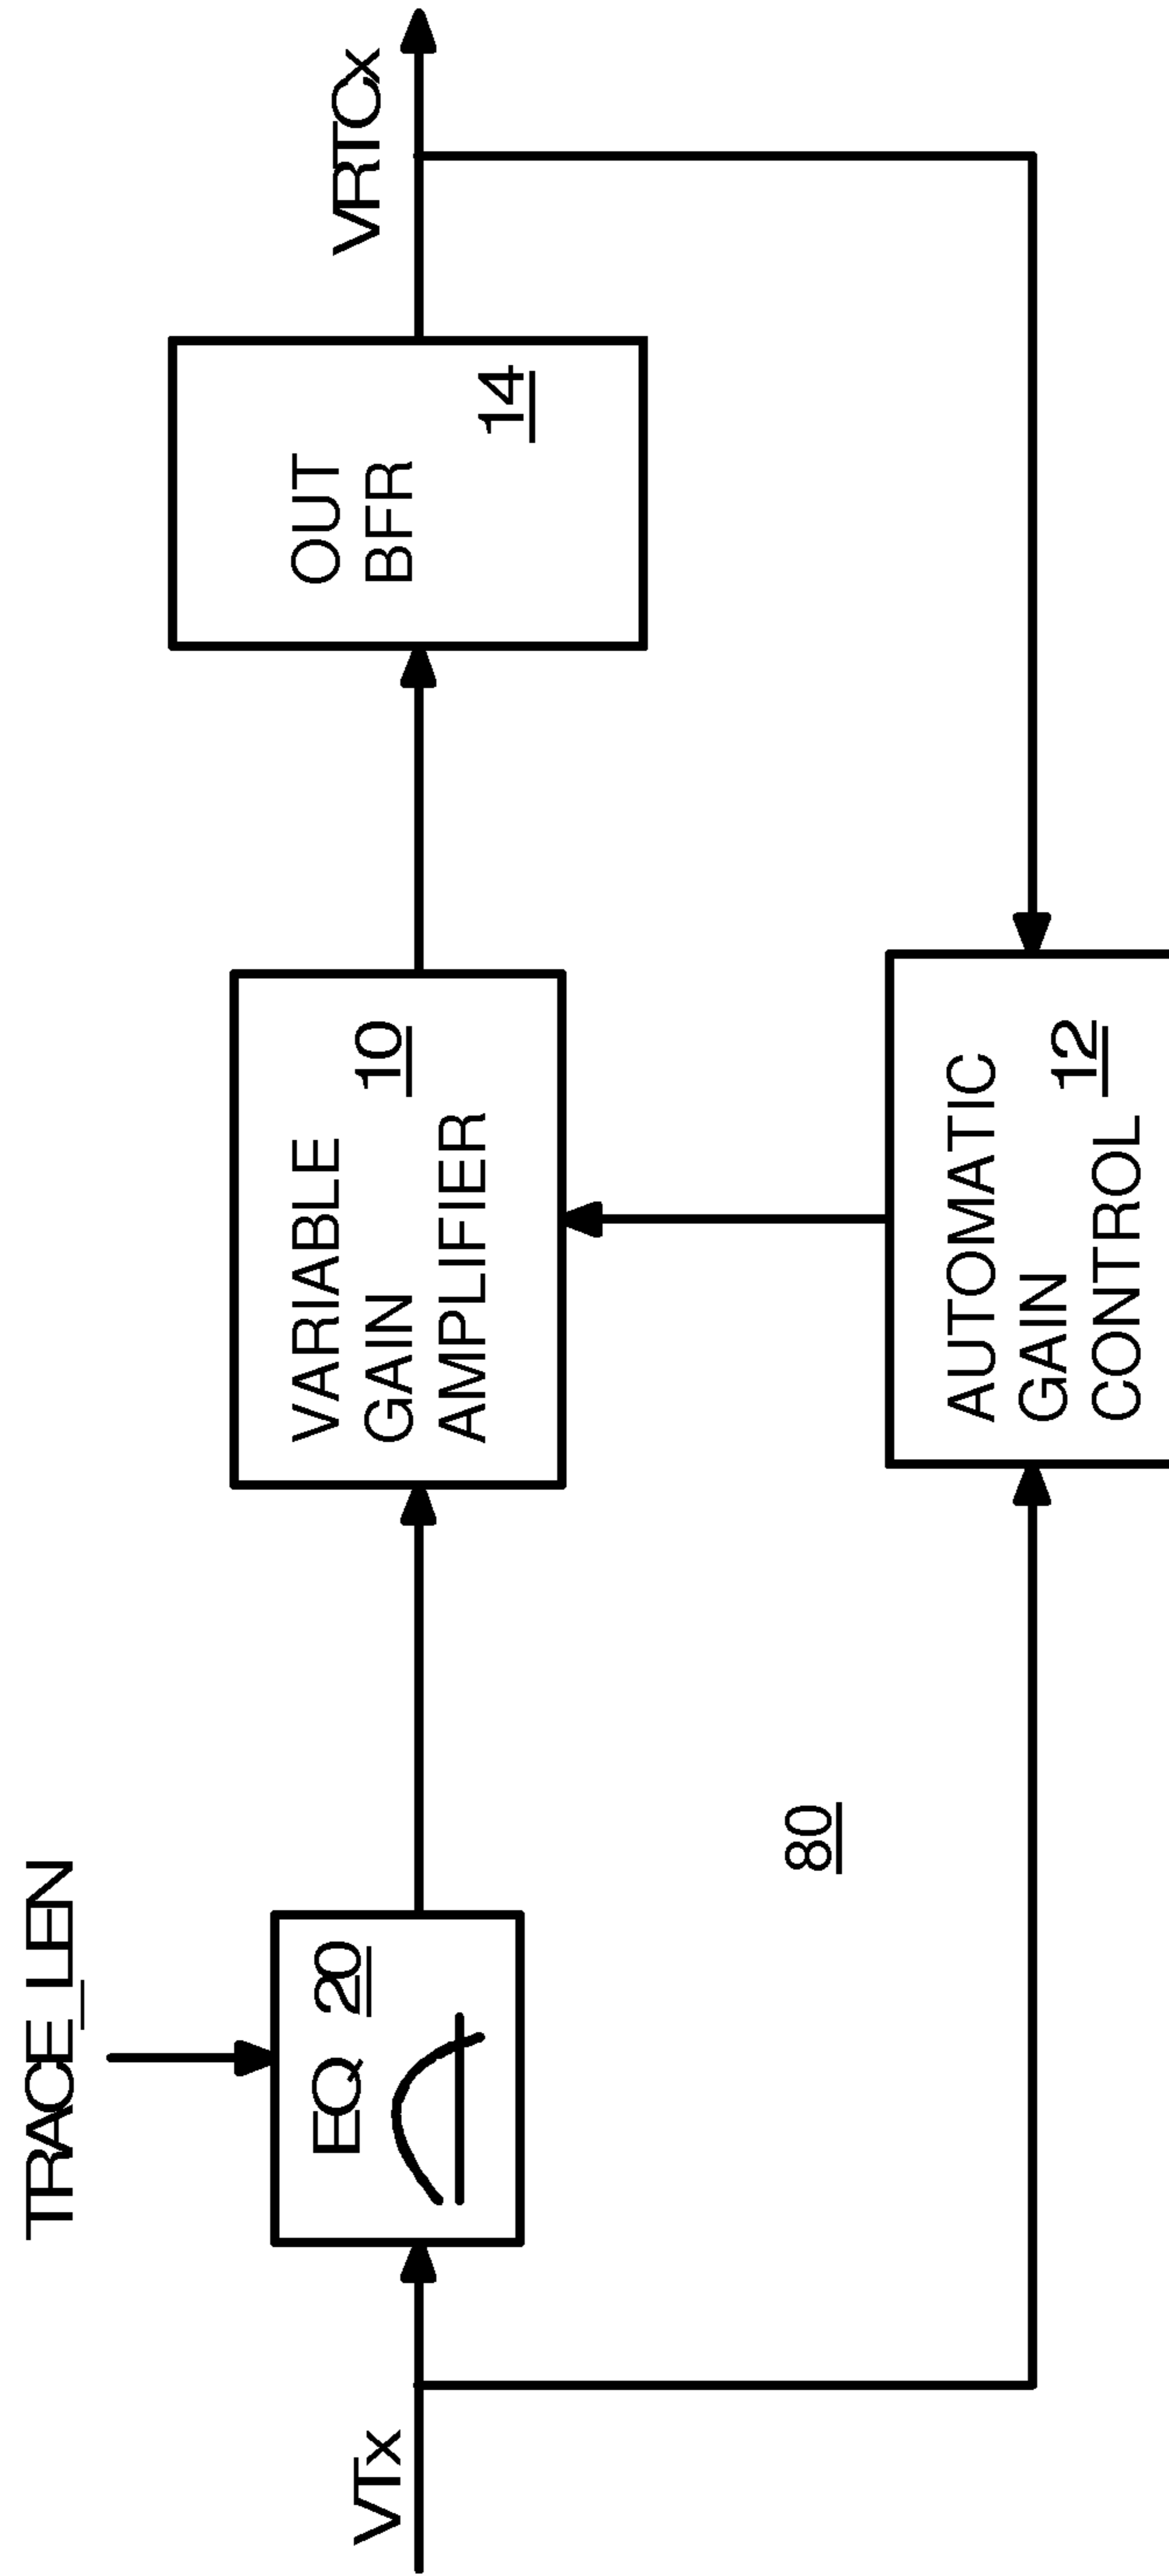 TRACE_LEN
VTx
EQ 20
VARIABLE
GAIN 10
AMPLIFIER
OUT
BFR
14
VRTCx
80
AUTOMATIC
GAIN 12
CONTROL